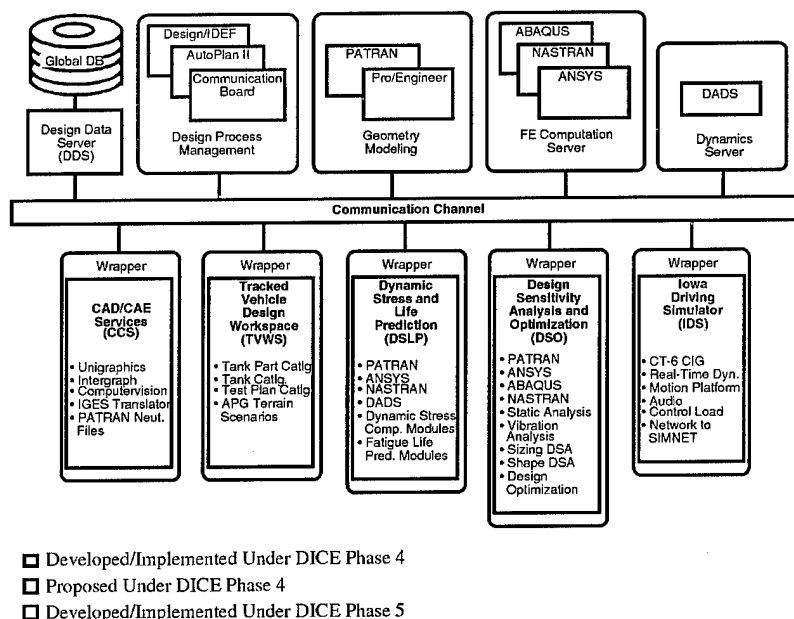 Global DB
Design Data
Server
(DDS)
Design/IDEF
AutoPlan II
Communication
Board
Design Process
Management
PATRAN
Pro/Engineer
Geometry
Modeling
ABAQUS
NASTRAN
ANSYS
FE Computation
Server
DADS
Dynamics
Server
Communication Channel
Wrapper
CAD/CAE
Services
(CCS)
• Unigraphics
• Intergraph
• Computervision
• IGES Translator
• PATRAN Neut.
Files
Wrapper
Tracked
Vehicle
Design
Workspace
(TVWS)
• Tank Part Catlg
• Tank Catlg.
• Test Plan Catlg
• APG Terrain
Scenarios
Wrapper
Dynamic
Stress and
Life
Prediction
(DSLP)
• PATRAN
• ANSYS
• NASTRAN
• DADS
• Dynamic Stress
Comp. Modules
• Fatigue Life
Pred. Modules
Wrapper
Design
Sensitivity
Analysis and
Optimization
(DSO)
• PATRAN
• ANSYS
• ABAQUS
• NASTRAN
• Static Analysis
• Vibration
Analysis
• Sizing DSA
• Shape DSA
• Design
Optimization
Wrapper
Iowa
Driving
Simulator
(IDS)
• CT-6 CIG
• Real-Time Dyn.
• Motion Platform
• Audio
• Control Load
• Network to
SIMNET
Developed/Implemented Under DICE Phase 4
Proposed Under DICE Phase 4
Developed/Implemented Under DICE Phase 5